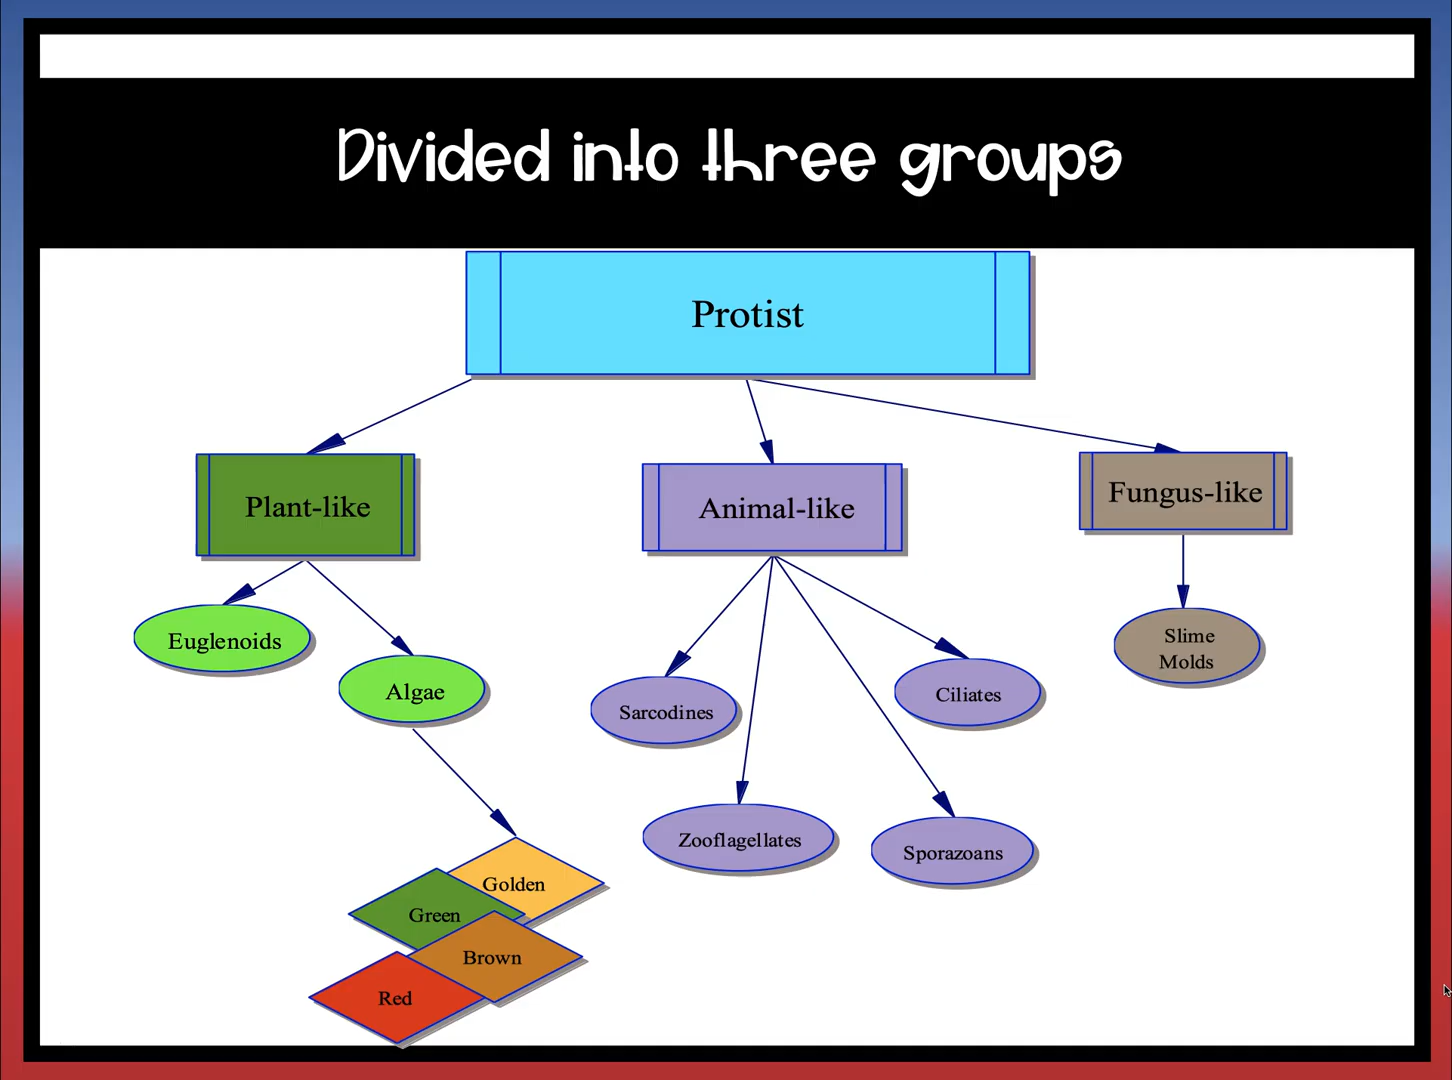 Divided into three groups
Protist
Plant-like
Animal-like
Fungus-like
Euglenoids
Algae
Sarcodines
Ciliates
Slime
Molds
Zooflagellates
Sporazoans
Golden
Green
Brown
Red